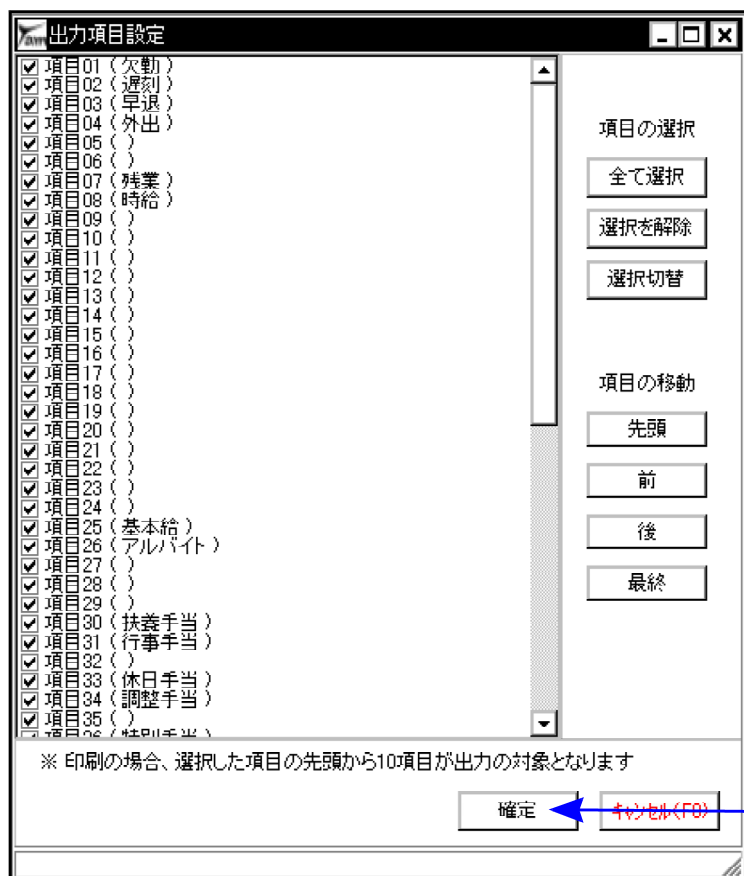 出力項目設定
項目01 ( 欠勤 )
項目02 ( 遅刻 )
項目03 ( 早退 )
項目04 ( 外出 )
項目05 ( )
項目06 ( )
項目07 ( 残業 )
項目08 ( 時給 )
項目09 ( )
項目10 ( )
項目11 ( )
項目12 ( )
項目13 ( )
項目14 ( )
項目15 ( )
項目16 ( )
項目17 ( )
項目18 ( )
項目19 ( )
項目20 ( )
項目21 ( )
項目22 ( )
項目23 ( )
項目24 ( )
項目25 ( 基本給 )
項目26 ( アルバイト )
項目27 ( )
項目28 ( )
項目29 ( )
項目30 ( 扶養手当 )
項目31 ( 行事手当 )
項目32 ( )
項目33 ( 休日手当 )
項目34 ( 調整手当 )
項目35 ( )
項目36 ( 特別手当 )
項目の選択
全て選択
選択を解除
選択切替
項目の移動
先頭
前
後
最終
※ 印刷の場合、選択した項目の先頭から10項目が出力の対象となります
確定